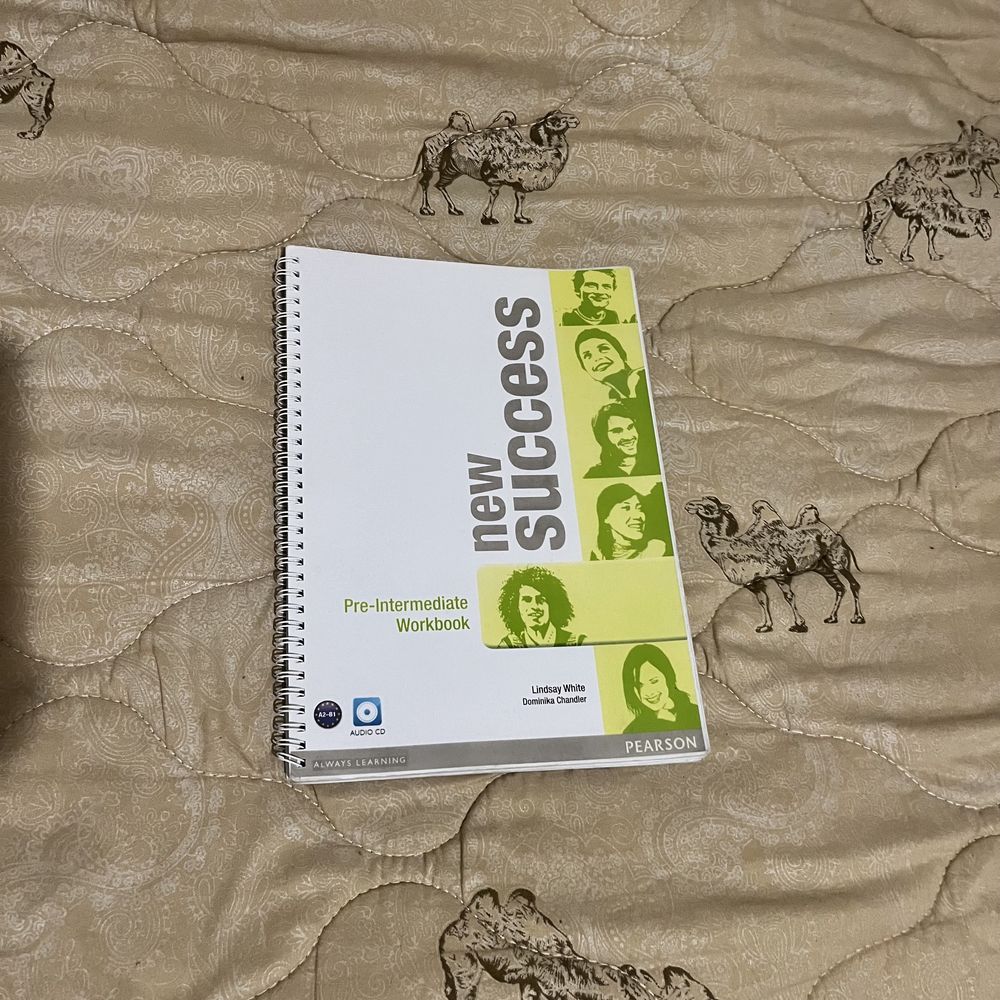 new
success
Pre-Intermediate
Workbook
Lindsay White
Dominika Chandler
A2-B1
AUDIO CD
PEARSON
ALWAYS LEARNING